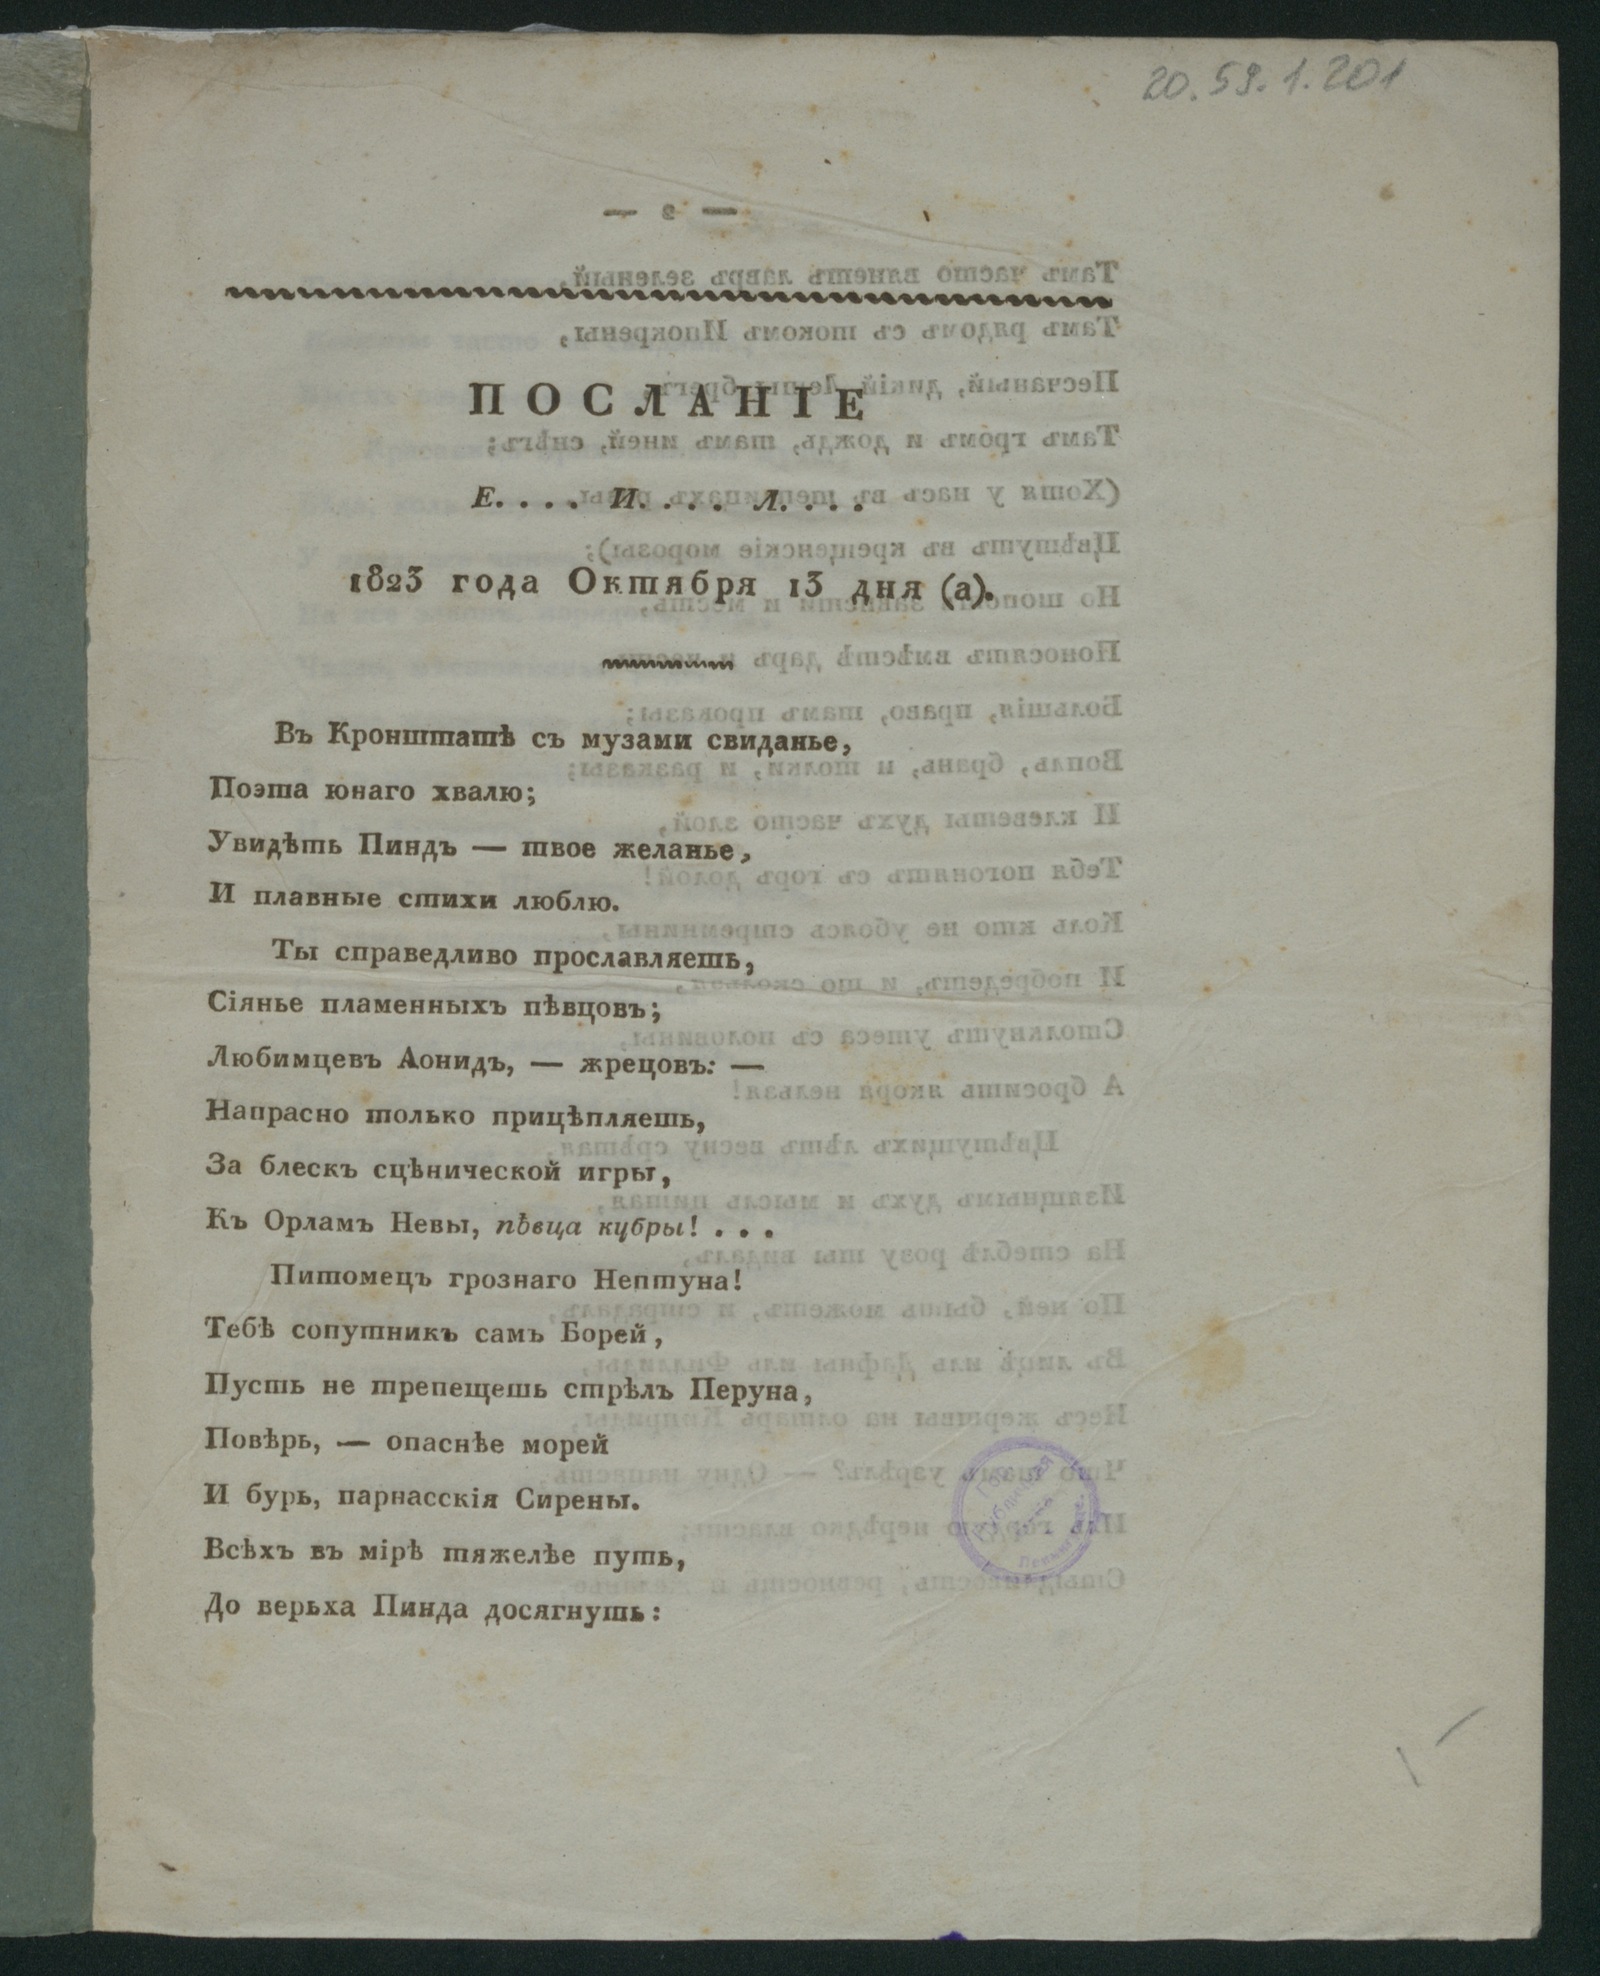 20.59.1.201
ПОСЛАНІЕ
Е. . . . И. . . . Л. . . .
1823 года Октября 13 дня (а).
Въ Кронштатѣ съ музами свиданье,
Поэта юнаго хвалю;
Увидѣть Пиндъ — твое желанье,
И плавные стихи люблю.
Ты справедливо прославляешь,
Сіянье пламенныхъ пѣвцовъ;
Любимцевъ Аонидъ, — жрецовъ: —
Напрасно только прицѣпляешь,
За блескъ сцѣнической игры,
Къ Орламъ Невы, пѣвца кубры! . . .
Питомецъ грознаго Нептуна!
Тебѣ сопутникъ самъ Борей,
Пусть не трепещешь стрѣлъ Перуна,
Повѣрь, — опаснѣе морей
И бурь, парнасскія Сирены.
Всѣхъ въ мірѣ тяжелѣе путь,
До верьха Пинда досягнуть: